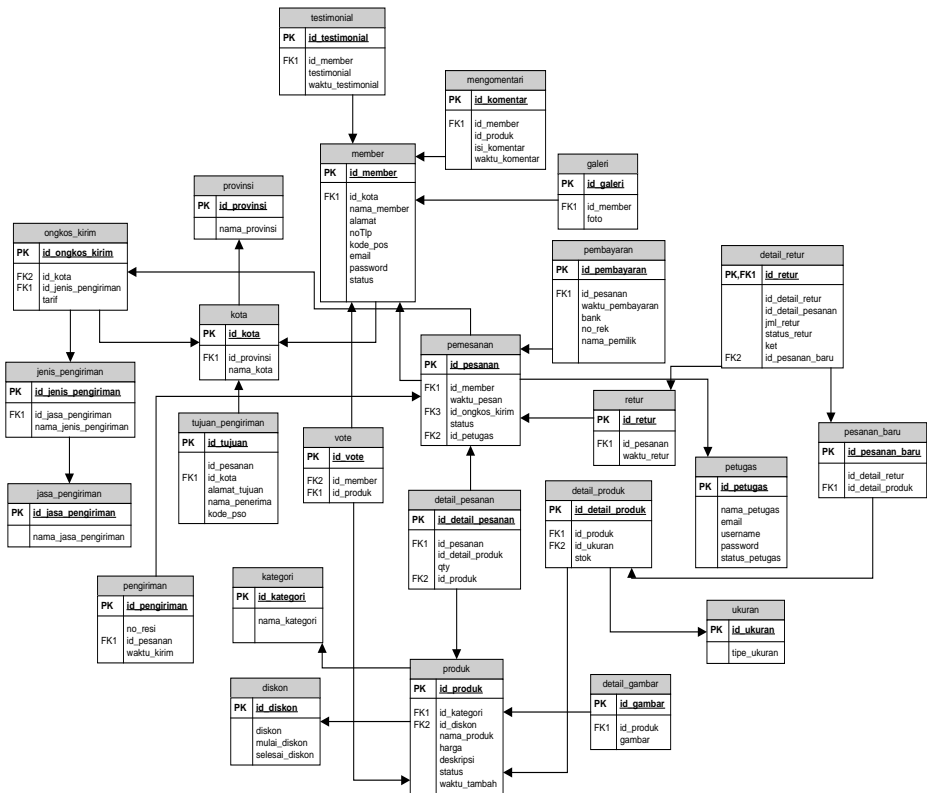 testimonial
PK id_testimonial
FK1 id_member
testimonial
waktu_testimonial
mengomentari
PK id_komentar
FK1 id_member
id_produk
isi_komentar
waktu_komentar
member
PK id_member
FK1 id_kota
nama_member
alamat
noTlp
kode_pos
email
password
status
galeri
PK id_galeri
FK1 id_member
foto
provinsi
PK id_provinsi
nama_provinsi
ongkos_kirim
PK id_ongkos_kirim
FK2 id_kota
FK1 id_jenis_pengiriman
tarif
pembayaran
PK id_pembayaran
FK1 id_pesanan
waktu_pembayaran
bank
no_rek
nama_pemilik
detail_retur
PK,FK1 id_retur
id_detail_retur
id_detail_pesanan
jml_retur
status_retur
ket
FK2 id_pesanan_baru
kota
PK id_kota
FK1 id_provinsi
nama_kota
pemesanan
PK id_pesanan
FK1 id_member
waktu_pesan
FK3 id_ongkos_kirim
status
FK2 id_petugas
jenis_pengiriman
PK id_jenis_pengiriman
FK1 id_jasa_pengiriman
nama_jenis_pengiriman
retur
PK id_retur
FK1 id_pesanan
waktu_retur
tujuan_pengiriman
PK id_tujuan
id_pesanan
FK1 id_kota
alamat_tujuan
nama_penerima
kode_pso
vote
PK id_vote
FK2 id_member
FK1 id_produk
pesanan_baru
PK id_pesanan_baru
id_detail_retur
FK1 id_detail_produk
petugas
PK id_petugas
nama_petugas
email
username
password
status_petugas
jasa_pengiriman
PK id_jasa_pengiriman
nama_jasa_pengiriman
detail_pesanan
PK id_detail_pesanan
FK1 id_pesanan
id_detail_produk
qty
FK2 id_produk
detail_produk
PK id_detail_produk
FK1 id_produk
FK2 id_ukuran
stok
pengiriman
PK id_pengiriman
no_resi
FK1 id_pesanan
waktu_kirim
kategori
PK id_kategori
nama_kategori
ukuran
PK id_ukuran
tipe_ukuran
produk
PK id_produk
FK1 id_kategori
FK2 id_diskon
nama_produk
harga
deskripsi
status
waktu_tambah
diskon
PK id_diskon
diskon
mulai_diskon
selesai_diskon
detail_gambar
PK id_gambar
FK1 id_produk
gambar